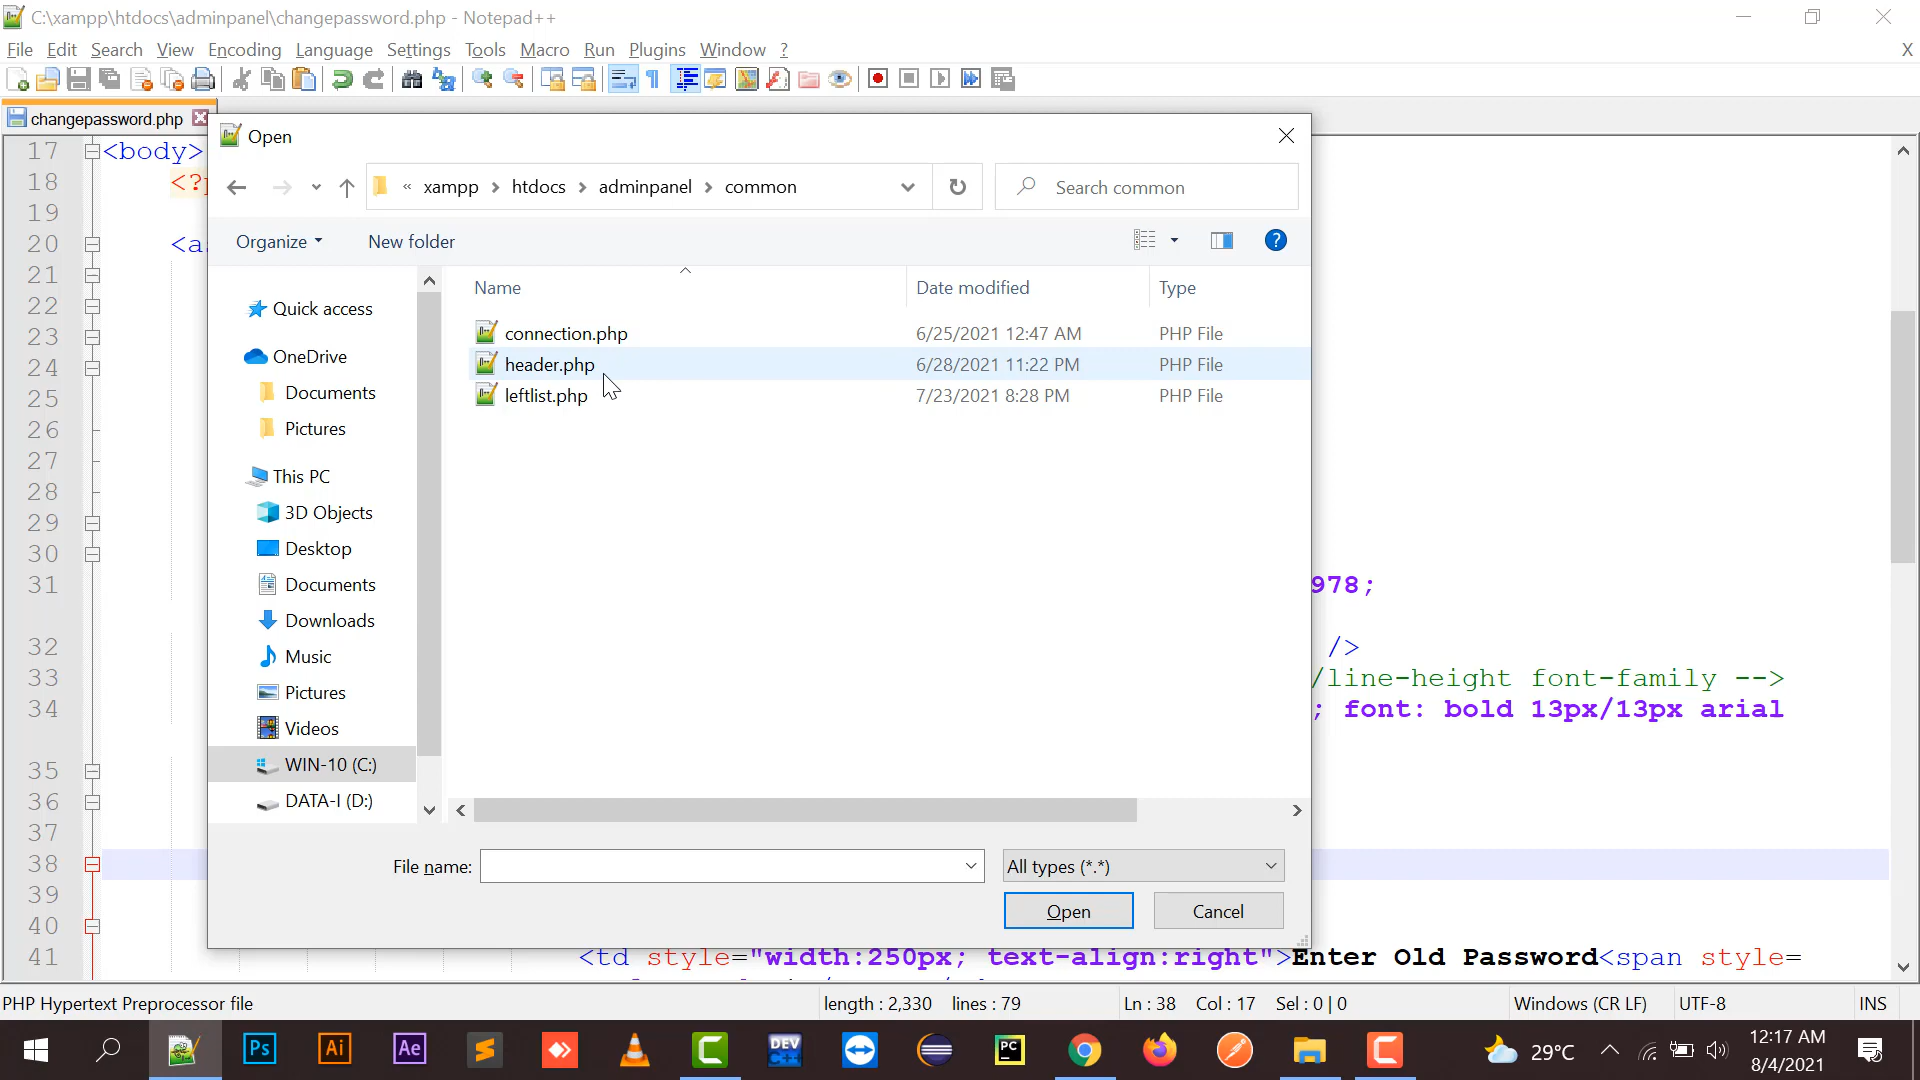 C:\xampp\htdocs\adminpanel\changepassword.php - Notepad++
File Edit Search View Encoding Language Settings Tools Macro Run Plugins Window ? X
changepassword.php
Open
« xampp > htdocs > adminpanel > common
Search common
Organize
New folder
Name Date modified Type
connection.php 6/25/2021 12:47 AM PHP File
header.php 6/28/2021 11:22 PM PHP File
leftlist.php 7/23/2021 8:28 PM PHP File
Quick access
OneDrive
Documents
Pictures
This PC
3D Objects
Desktop
Documents
Downloads
Music
Pictures
Videos
WIN-10 (C:)
DATA-I (D:)
File name:
All types (*.*)
Open
Cancel
17 <body>
18
19
20
21
22
23
24
25
26
27
28
29
30
31 978;
32 />
33 /line-height font-family -->
34 ; font: bold 13px/13px arial
35
36
37
38
39
40
41 <td style="width:250px; text-align:right">Enter Old Password<span style=
PHP Hypertext Preprocessor file
length : 2,330 lines : 79
Ln : 38 Col : 17 Sel : 0 | 0
Windows (CR LF)
UTF-8
INS
Ps
Ai
Ae
DEV
C++
PC
29°C
12:17 AM
8/4/2021